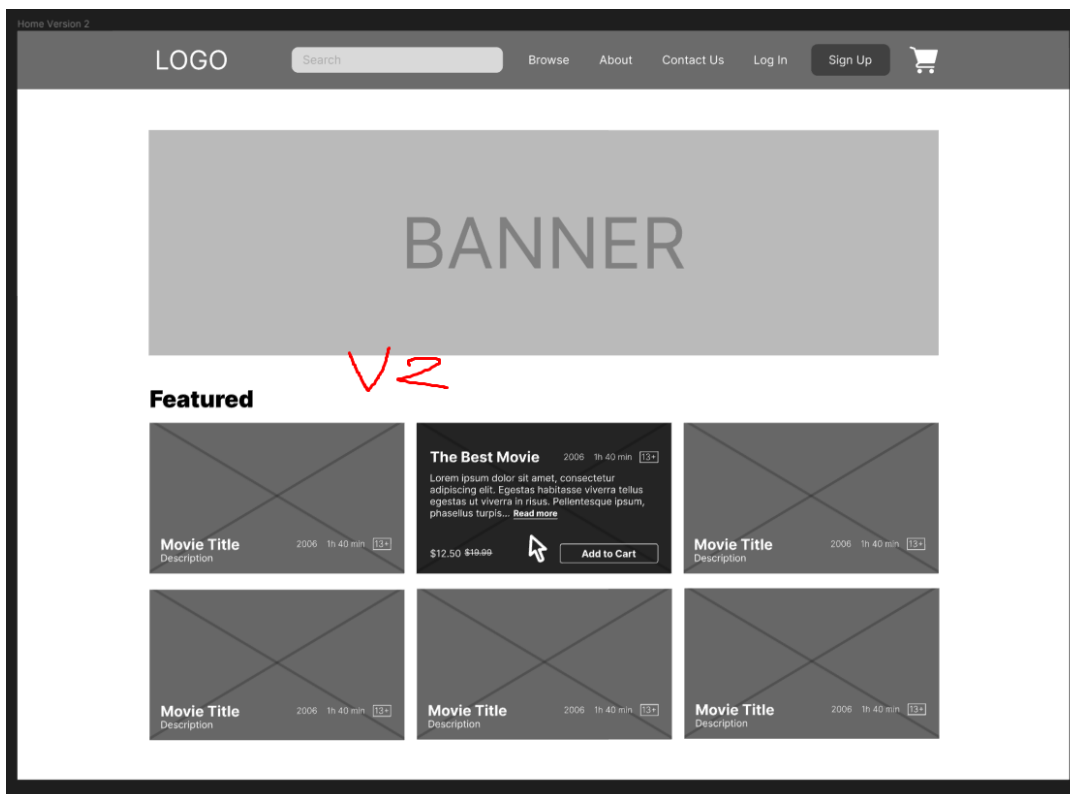 Home Version 2
LOGO Search Browse About Contact Us Log In Sign Up
BANNER
V2
Featured
Movie Title 2006 1h 40 min 13+
Description
The Best Movie 2006 1h 40 min 13+
Lorem ipsum dolor sit amet, consectetur
adipiscing elit. Egestas habitasse viverra tellus
egestas ut viverra in risus. Pellentesque ipsum,
phasellus turpis... Read more
$12.50 $19.99 Add to Cart
Movie Title 2006 1h 40 min 13+
Description
Movie Title 2006 1h 40 min 13+
Description
Movie Title 2006 1h 40 min 13+
Description
Movie Title 2006 1h 40 min 13+
Description